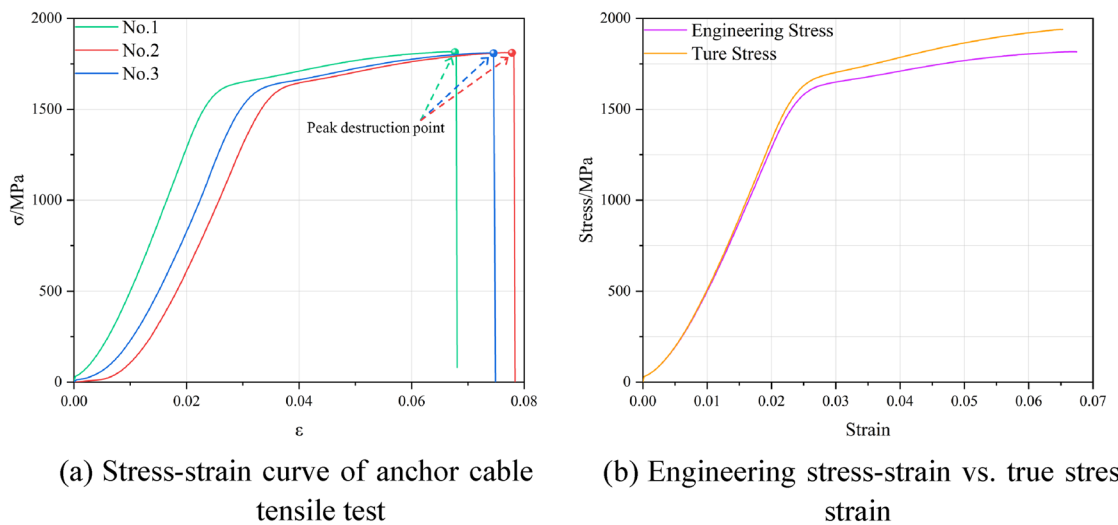 No.1
No.2
No.3
Peak destruction point
σ/MPa
2000
1500
1000
500
0
0.00 0.02 0.04 0.06 0.08
ε
(a) Stress-strain curve of anchor cable
tensile test
Engineering Stress
Ture Stress
Stress/MPa
2000
1500
1000
500
0
0.00 0.01 0.02 0.03 0.04 0.05 0.06 0.07
Strain
(b) Engineering stress-strain vs. true stres
strain